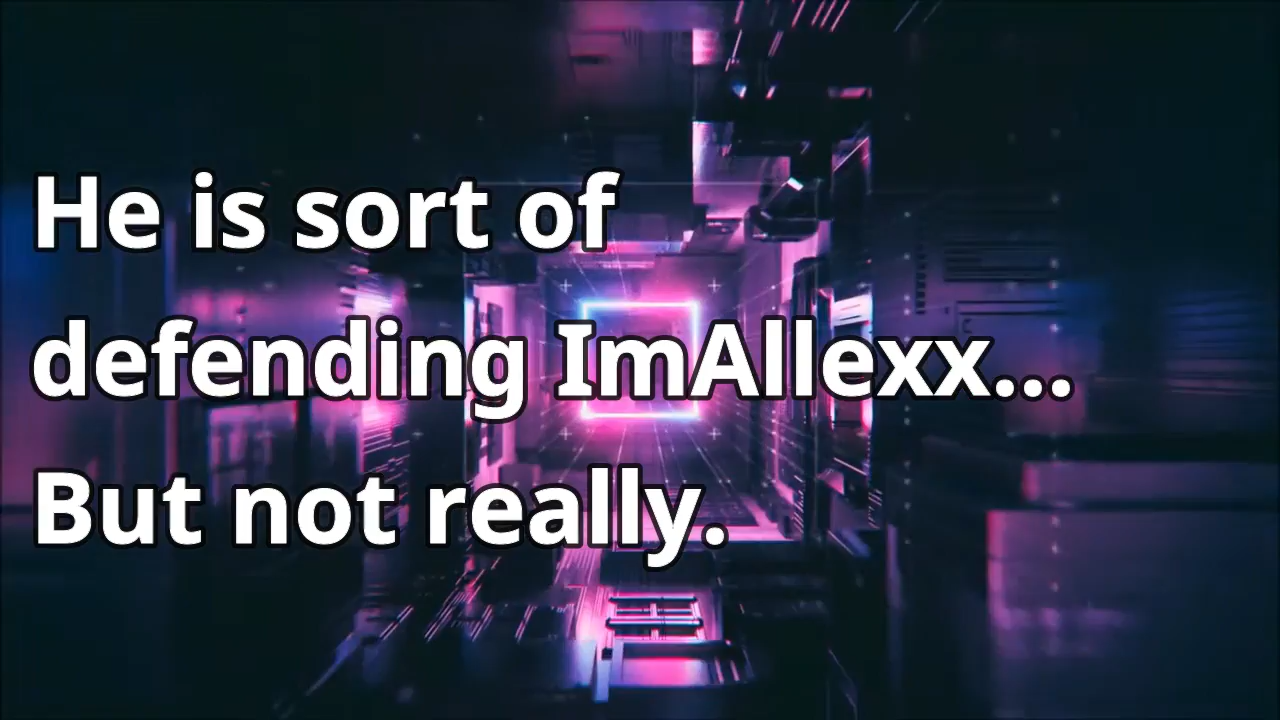 He is sort of
defending ImAllexx...
But not really.